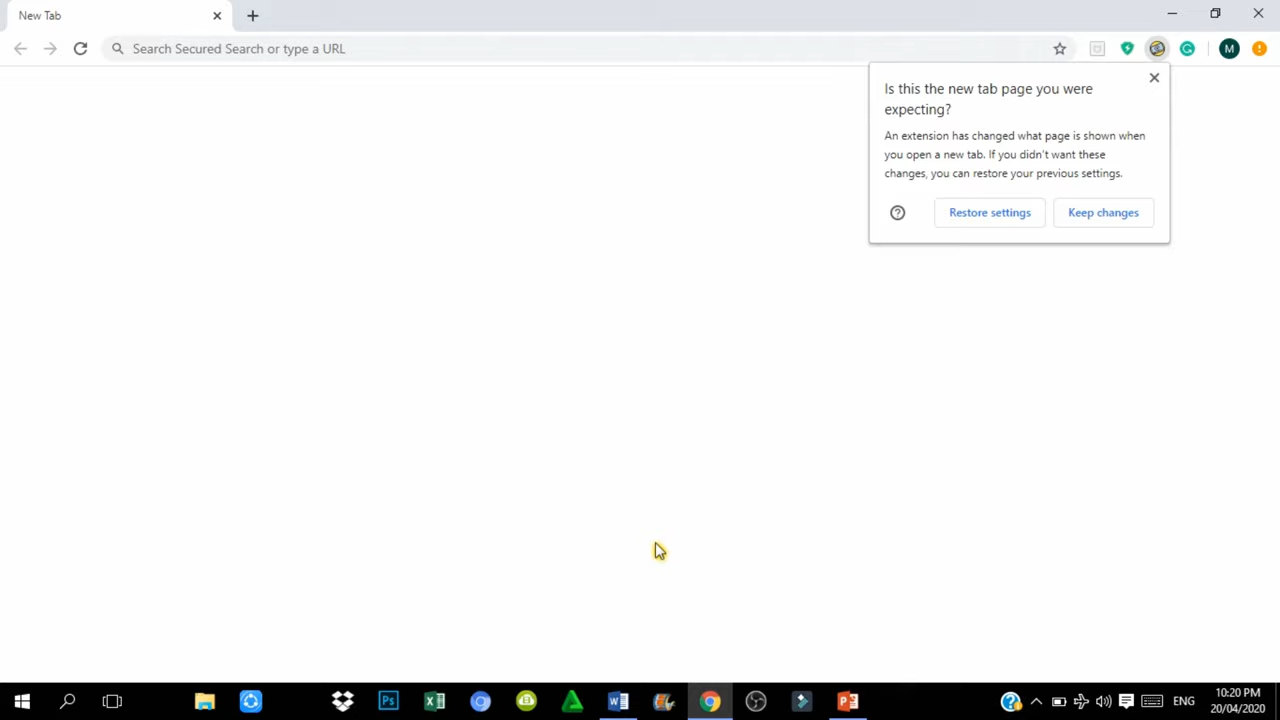 New Tab
Search Secured Search or type a URL
M
Is this the new tab page you were
expecting?
An extension has changed what page is shown when
you open a new tab. If you didn't want these
changes, you can restore your previous settings.
Restore settings
Keep changes
Ps
ENG
10:20 PM
20/04/2020